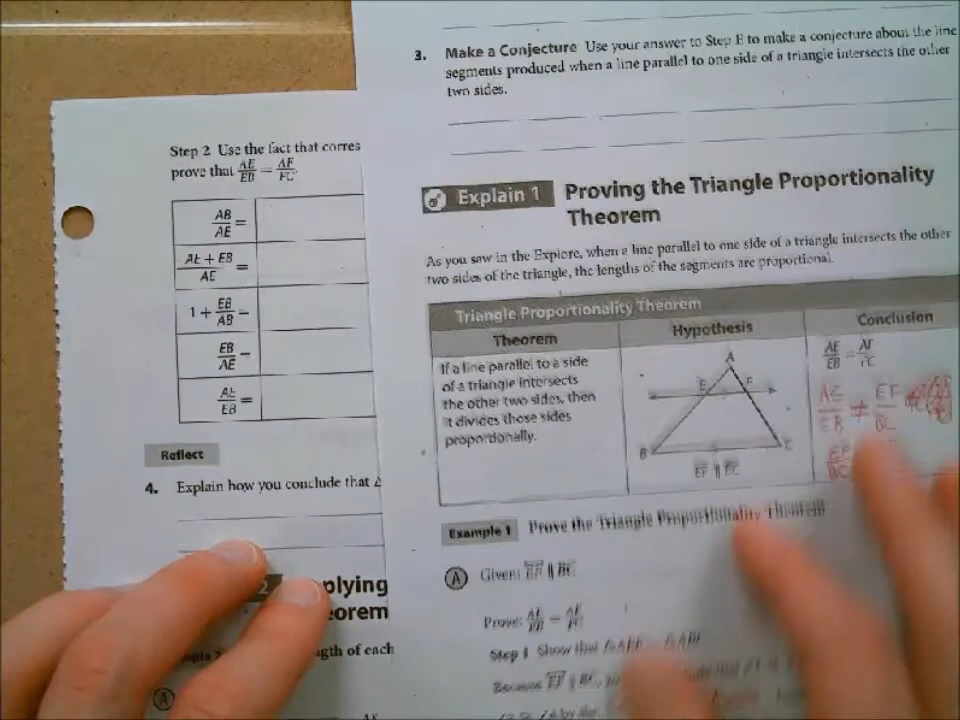 3. Make a Conjecture Use your answer to Step E to make a conjecture about the line
segments produced when a line parallel to one side of a triangle intersects the other
two sides.
Step 2 Use the fact that corres
prove that AE/EB = AF/FC
AB/AE =
AE + EB/AE =
1 + EB/AB =
EB/AE =
AE/EB =
Reflect
4. Explain how you conclude that △
2
plying
eorem
ngth of each
A
Explain 1 Proving the Triangle Proportionality
Theorem
As you saw in the Explore, when a line parallel to one side of a triangle intersects the other
two sides of the triangle, the lengths of the segments are proportional.
Triangle Proportionality Theorem
Theorem Hypothesis Conclusion
If a line parallel to a side
of a triangle intersects
the other two sides, then
it divides those sides
proportionally.
A
E F
B C
EF ∥ BC
AE/EB = AF/FC
AE/EB ≠ EF/BC
EF/BC
Example 1 Prove the Triangle Proportionality Theorem
A Given: EF ∥ BC
Prove: AE/EB = AF/FC
Step 1 Show that
Because EF ∥ BC,